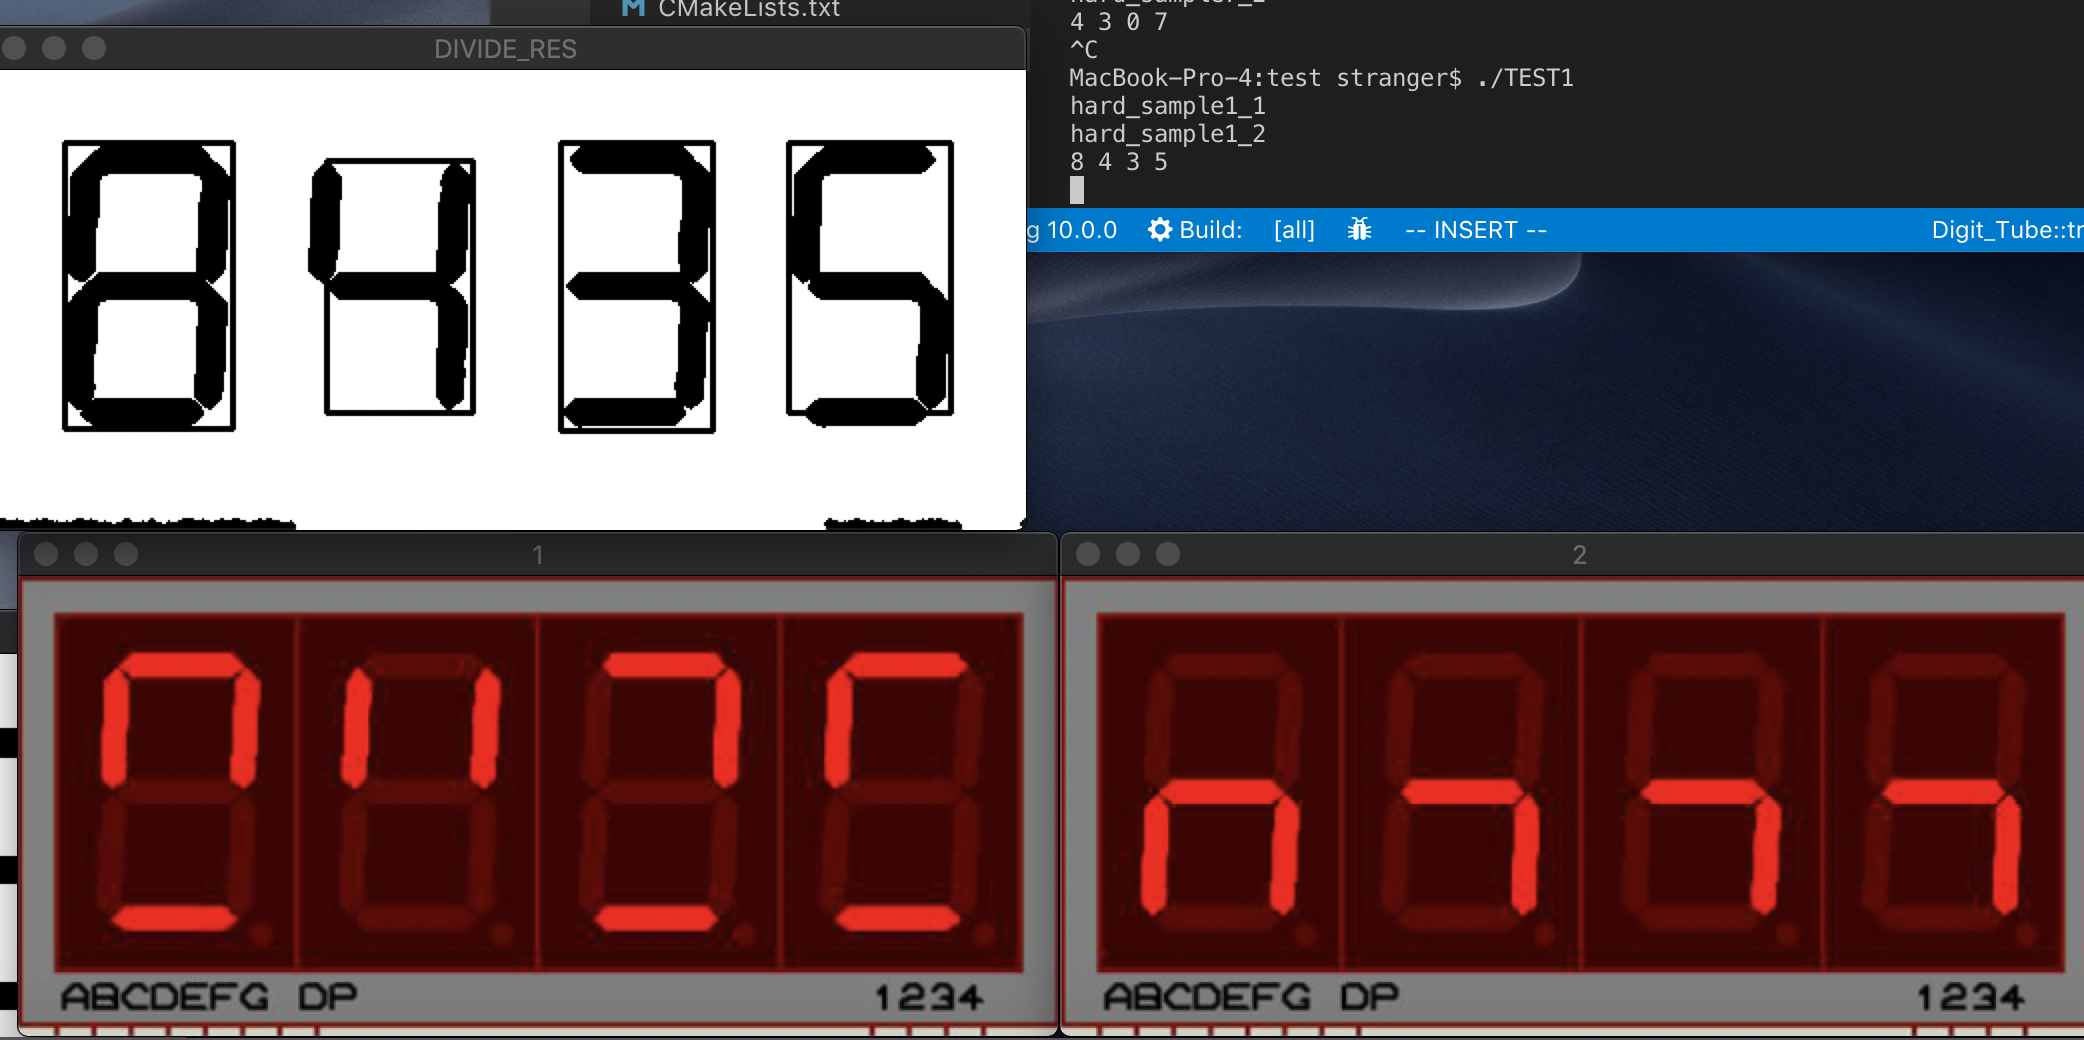 CMakeLists.txt
DIVIDE_RES
8435
4 3 0 7
^C
MacBook-Pro-4:test stranger$ ./TEST1
hard_sample1_1
hard_sample1_2
8 4 3 5
g 10.0.0 Build: [all] -- INSERT -- Digit_Tube::tr
1
ABCDEFG DP 1234
2
ABCDEFG DP 1234